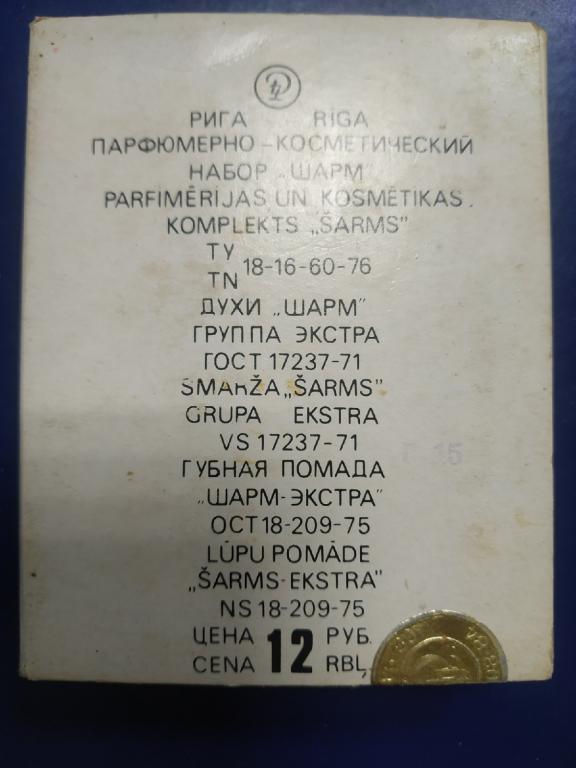 РИГА RĪGA
ПАРФЮМЕРНО-КОСМЕТИЧЕСКИЙ
НАБОР „ШАРМ"
PARFIMĒRIJAS UN KOSMĒTIKAS
KOMPLEKTS „ŠARMS"
ТУ
TN 18-16-60-76
ДУХИ „ШАРМ"
ГРУППА ЭКСТРА
ГОСТ 17237-71
SMARŽA „ŠARMS"
GRUPA EKSTRA
VS 17237-71
ГУБНАЯ ПОМАДА
„ШАРМ-ЭКСТРА"
ОСТ 18-209-75
LŪPU POMĀDE
„ŠARMS-EKSTRA"
NS 18-209-75
ЦЕНА 12 РУБ.
CENA RBĻ,